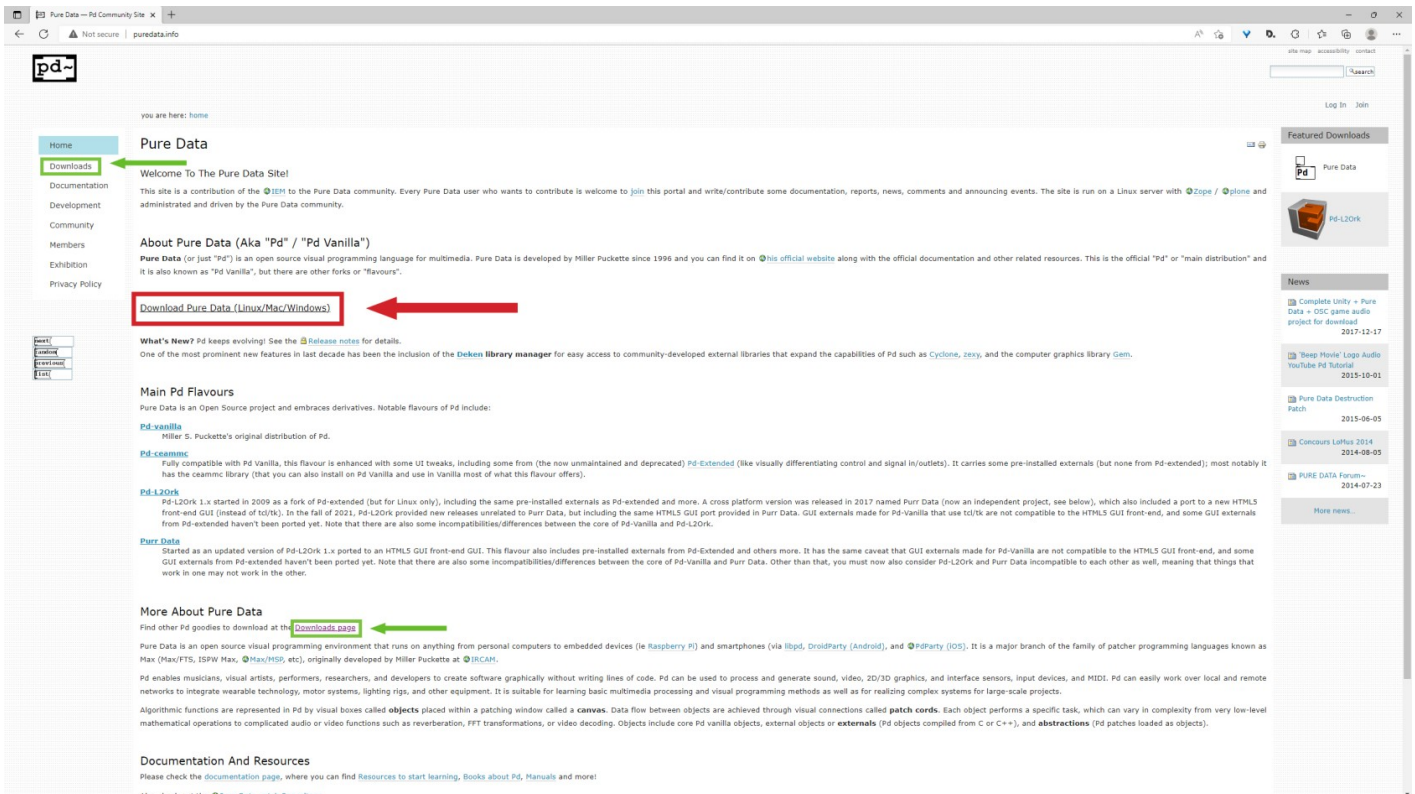 Pure Data — Pd Community Site
Not secure
puredata.info
site map accessibility contact
pd~
search
Log In Join
you are here: home
Home
Downloads
Documentation
Development
Community
Members
Exhibition
Privacy Policy
next
random
previous
list
Pure Data
Welcome To The Pure Data Site!
This site is a contribution of the IEM to the Pure Data community. Every Pure Data user who wants to contribute is welcome to join this portal and write/contribute some documentation, reports, news, comments and announcing events. The site is run on a Linux server with Zope / plone and
administrated and driven by the Pure Data community.
About Pure Data (Aka "Pd" / "Pd Vanilla")
Pure Data (or just "Pd") is an open source visual programming language for multimedia. Pure Data is developed by Miller Puckette since 1996 and you can find it on his official website along with the official documentation and other related resources. This is the official "Pd" or "main distribution" and
it is also known as "Pd Vanilla", but there are other forks or "flavours".
Download Pure Data (Linux/Mac/Windows)
What's New? Pd keeps evolving! See the Release notes for details.
One of the most prominent new features in last decade has been the inclusion of the Deken library manager for easy access to community-developed external libraries that expand the capabilities of Pd such as Cyclone, zexy, and the computer graphics library Gem.
Main Pd Flavours
Pure Data is an Open Source project and embraces derivatives. Notable flavours of Pd include:
Pd-vanilla
Miller S. Puckette's original distribution of Pd.
Pd-ceammc
Fully compatible with Pd Vanilla, this flavour is enhanced with some UI tweaks, including some from (the now unmaintained and deprecated) Pd-Extended (like visually differentiating control and signal in/outlets). It carries some pre-installed externals (but none from Pd-extended); most notably it
has the ceammc library (that you can also install on Pd Vanilla and use in Vanilla most of what this flavour offers).
Pd-L2Ork
Pd-L2Ork 1.x started in 2009 as a fork of Pd-extended (but for Linux only), including the same pre-installed externals as Pd-extended and more. A cross platform version was released in 2017 named Purr Data (now an independent project, see below), which also included a port to a new HTML5
front-end GUI (instead of tcl/tk). In the fall of 2021, Pd-L2Ork provided new releases unrelated to Purr Data, but including the same HTML5 GUI port provided in Purr Data. GUI externals made for Pd-Vanilla that use tcl/tk are not compatible to the HTML5 GUI front-end, and some GUI externals
from Pd-extended haven't been ported yet. Note that there are also some incompatibilities/differences between the core of Pd-Vanilla and Pd-L2Ork.
Purr Data
Started as an updated version of Pd-L2Ork 1.x ported to an HTML5 GUI front-end GUI. This flavour also includes pre-installed externals from Pd-Extended and others more. It has the same caveat that GUI externals made for Pd-Vanilla are not compatible to the HTML5 GUI front-end, and some
GUI externals from Pd-extended haven't been ported yet. Note that there are also some incompatibilities/differences between the core of Pd-Vanilla and Purr Data. Other than that, you must now also consider Pd-L2Ork and Purr Data incompatible to each other as well, meaning that things that
work in one may not work in the other.
More About Pure Data
Find other Pd goodies to download at the Downloads page
Pure Data is an open source visual programming environment that runs on anything from personal computers to embedded devices (ie Raspberry Pi) and smartphones (via libpd, DroidParty (Android), and PdParty (iOS). It is a major branch of the family of patcher programming languages known as
Max (Max/FTS, ISPW Max, Max/MSP, etc), originally developed by Miller Puckette at IRCAM.
Pd enables musicians, visual artists, performers, researchers, and developers to create software graphically without writing lines of code. Pd can be used to process and generate sound, video, 2D/3D graphics, and interface sensors, input devices, and MIDI. Pd can easily work over local and remote
networks to integrate wearable technology, motor systems, lighting rigs, and other equipment. It is suitable for learning basic multimedia processing and visual programming methods as well as for realizing complex systems for large-scale projects.
Algorithmic functions are represented in Pd by visual boxes called objects placed within a patching window called a canvas. Data flow between objects are achieved through visual connections called patch cords. Each object performs a specific task, which can vary in complexity from very low-level
mathematical operations to complicated audio or video functions such as reverberation, FFT transformations, or video decoding. Objects include core Pd vanilla objects, external objects or externals (Pd objects compiled from C or C++), and abstractions (Pd patches loaded as objects).
Documentation And Resources
Please check the documentation page, where you can find Resources to start learning, Books about Pd, Manuals and more!
Featured Downloads
Pd
Pure Data
Pd-L2Ork
News
Complete Unity + Pure
Data + OSC game audio
project for download
2017-12-17
'Beep Movie' Logo Audio
YouTube Pd Tutorial
2015-10-01
Pure Data Destruction
Patch
2015-06-05
Concours LoMus 2014
2014-08-05
PURE DATA Forum~
2014-07-23
More news…